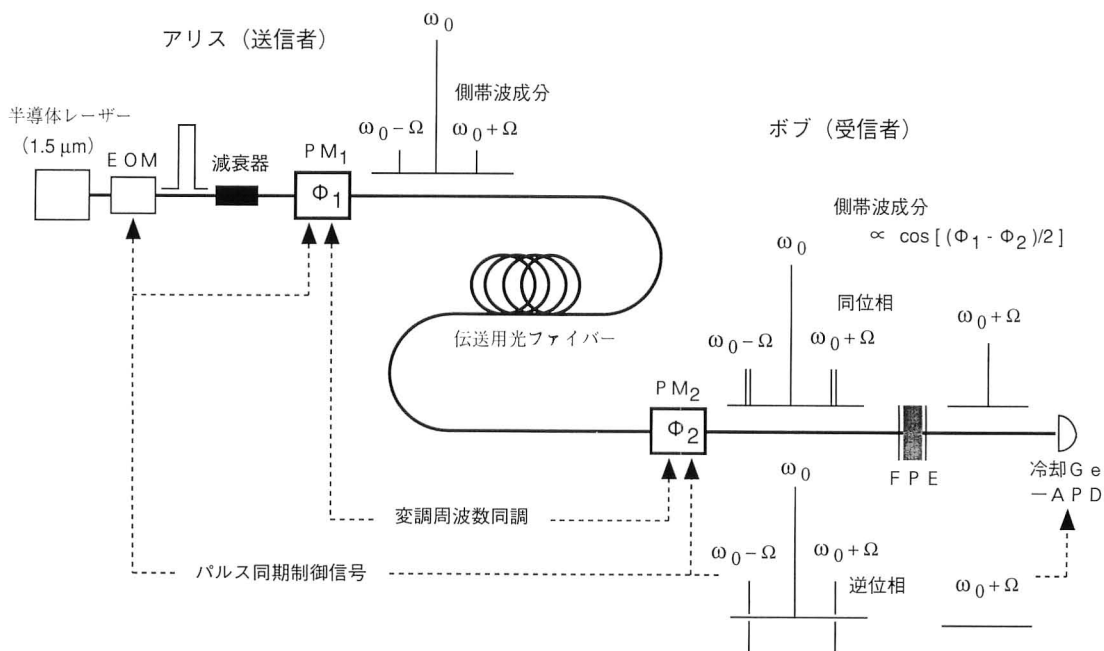 アリス（送信者）
ω0
側帯波成分
ω0－Ω
ω0＋Ω
半導体レーザー
（1.5 μm）
EOM
減衰器
PM1
Φ1
ボブ（受信者）
側帯波成分
∝ cos [ (Φ1 - Φ2 )/2 ]
ω0
同位相
ω0－Ω
ω0＋Ω
ω0＋Ω
伝送用光ファイバー
PM2
Φ2
FPE
冷却Ge
－APD
変調周波数同調
パルス同期制御信号
ω0
ω0－Ω
ω0＋Ω
逆位相
ω0＋Ω